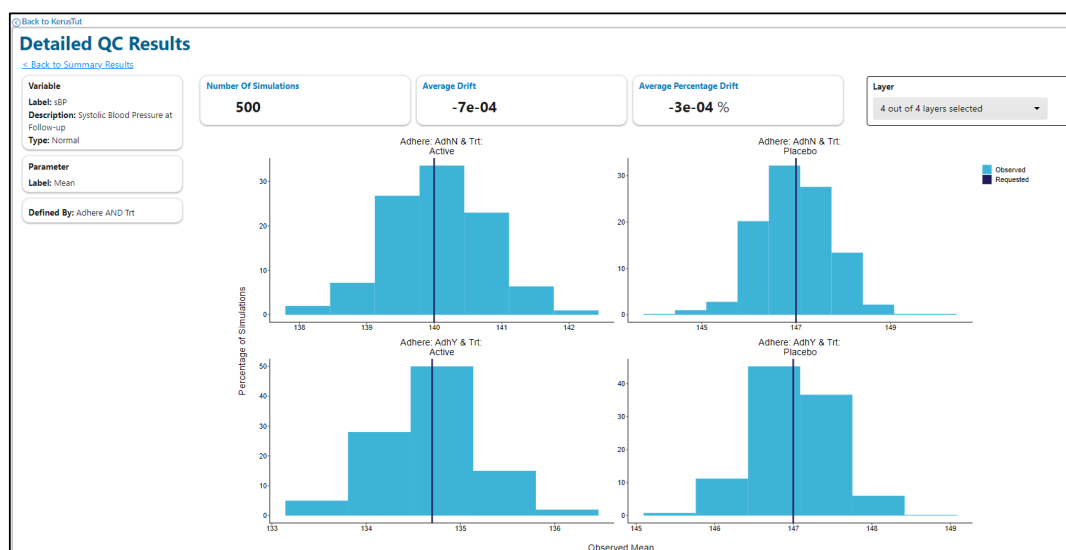 Back to KerusTut
Detailed QC Results
< Back to Summary Results
Variable
Label: sBP
Description: Systolic Blood Pressure at
Follow-up
Type: Normal
Parameter
Label: Mean
Defined By: Adhere AND Trt
Number Of Simulations
500
Average Drift
-7e-04
Average Percentage Drift
-3e-04 %
Layer
4 out of 4 layers selected
Observed
Requested
Percentage of Simulations
Adhere: AdhN & Trt:
Active
30
20
10
0
138 139 140 141 142
Adhere: AdhN & Trt:
Placebo
30
20
10
0
145 147 149
Adhere: AdhY & Trt:
Active
50
40
30
20
10
0
133 134 135 136
Adhere: AdhY & Trt:
Placebo
40
30
20
10
0
145 146 147 148 149
Observed Mean